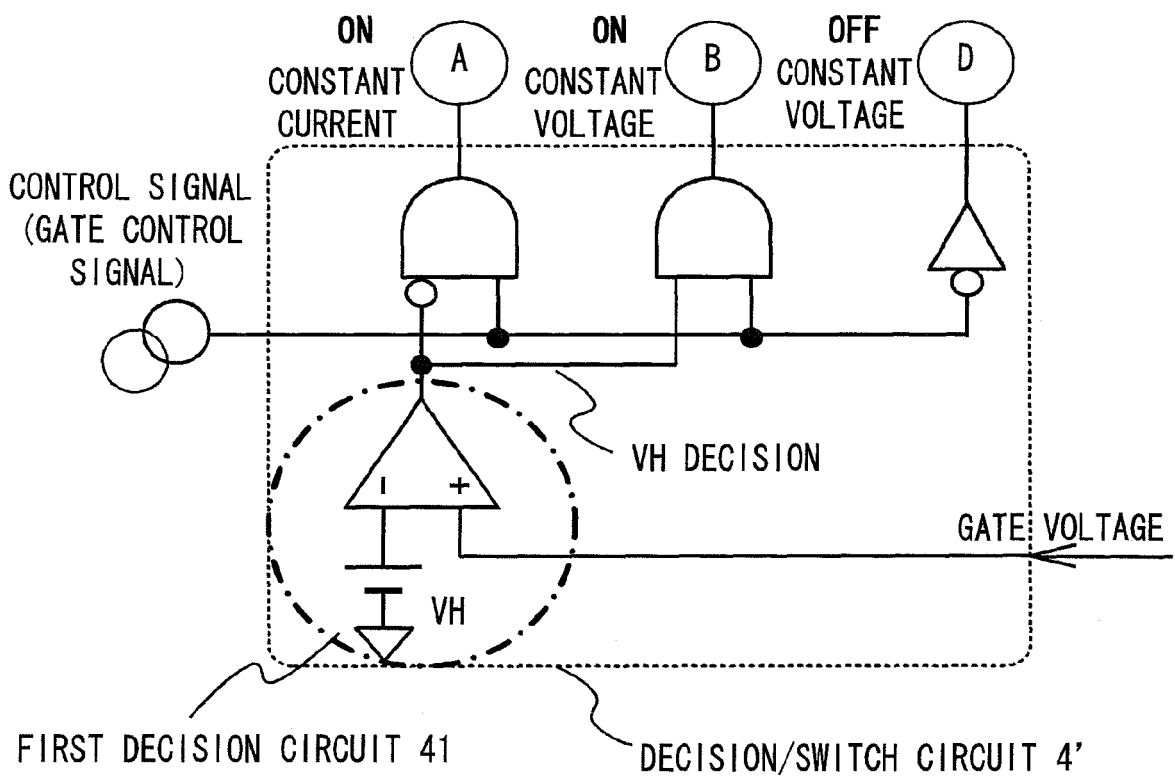 ON
CONSTANT
CURRENT
A
ON
CONSTANT
VOLTAGE
B
OFF
CONSTANT
VOLTAGE
D
CONTROL SIGNAL
(GATE CONTROL
SIGNAL)
VH DECISION
- +
GATE VOLTAGE
VH
FIRST DECISION CIRCUIT 41
DECISION/SWITCH CIRCUIT 4'